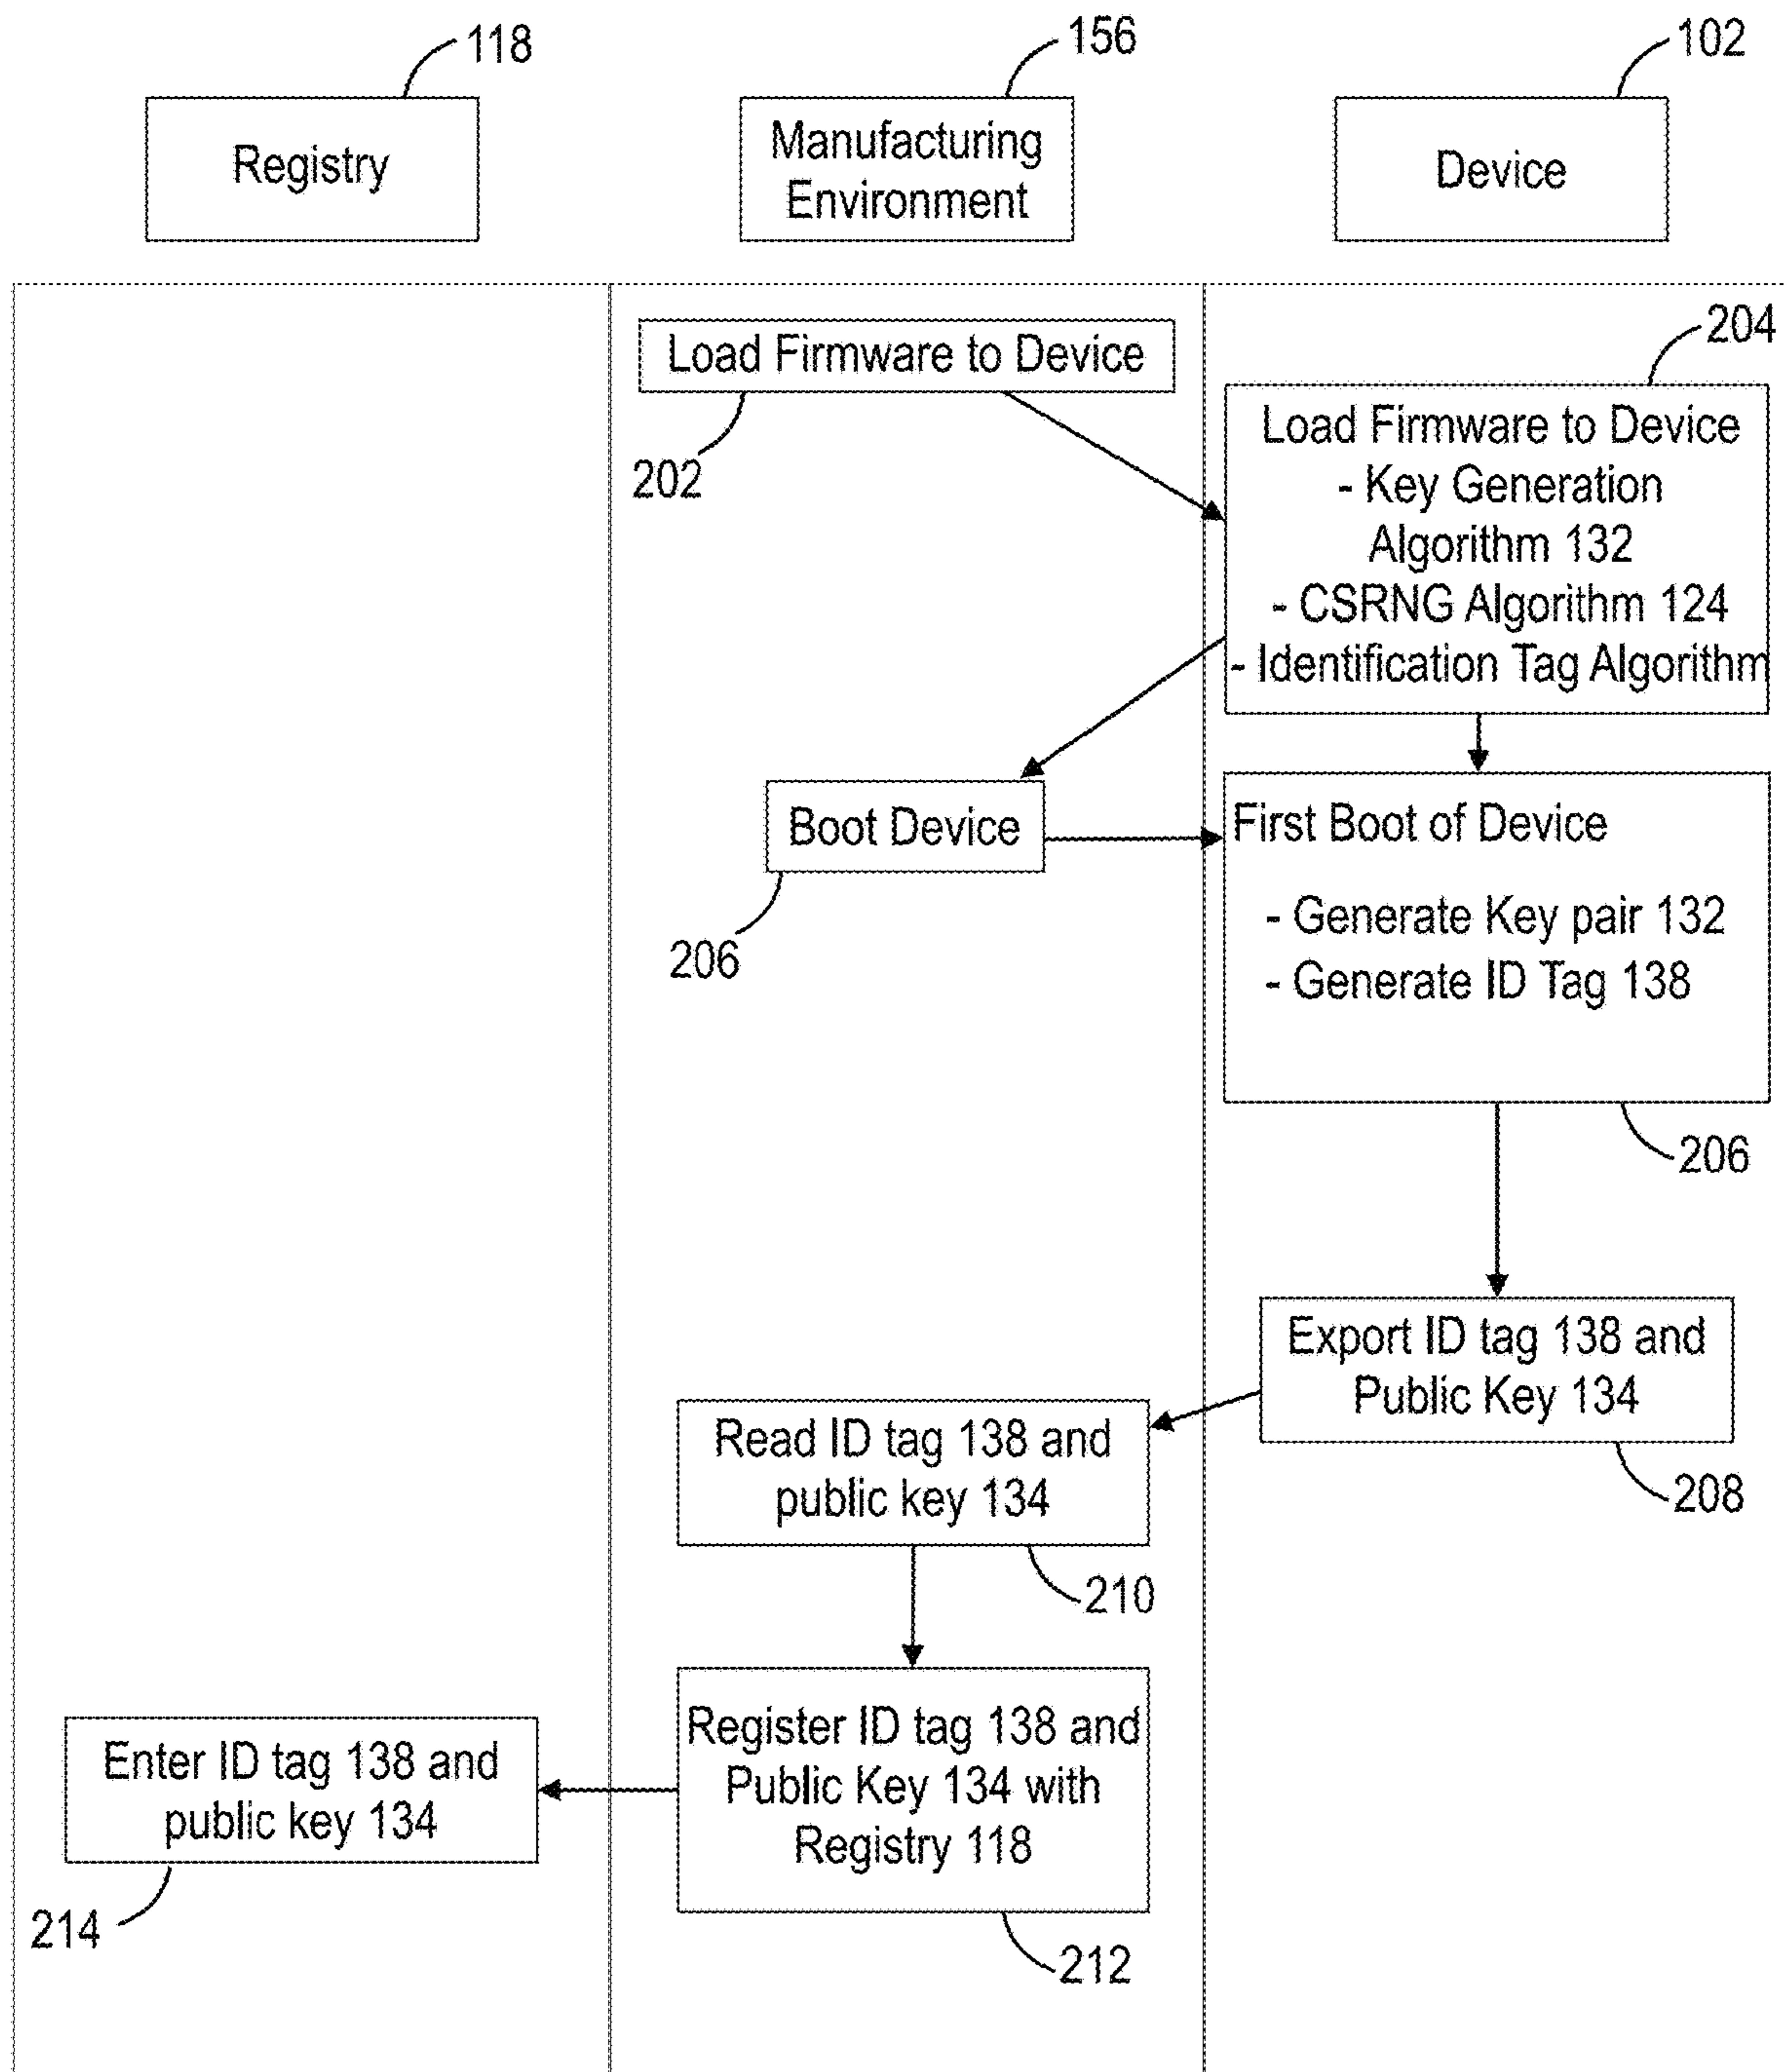 118
156
102
Registry
Manufacturing
Environment
Device
Load Firmware to Device
202
204
Load Firmware to Device
- Key Generation
Algorithm 132
- CSRNG Algorithm 124
- Identification Tag Algorithm
Boot Device
206
First Boot of Device
- Generate Key pair 132
- Generate ID Tag 138
206
Export ID tag 138 and
Public Key 134
208
Read ID tag 138 and
public key 134
210
Register ID tag 138 and
Public Key 134 with
Registry 118
212
Enter ID tag 138 and
public key 134
214